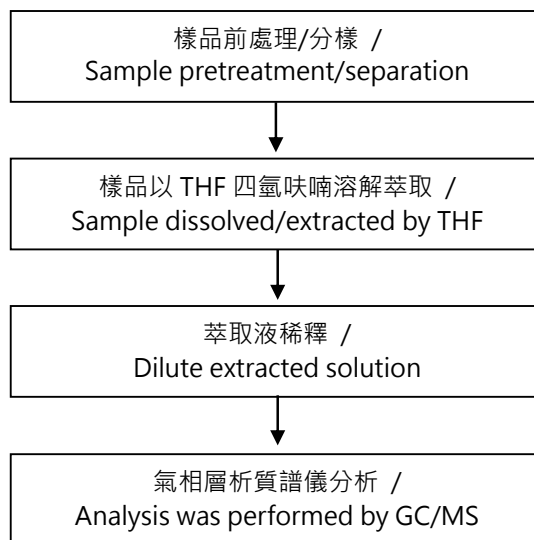 樣品前處理/分樣 /
Sample pretreatment/separation
樣品以 THF 四氫呋喃溶解萃取 /
Sample dissolved/extracted by THF
萃取液稀釋 /
Dilute extracted solution
氣相層析質譜儀分析 /
Analysis was performed by GC/MS